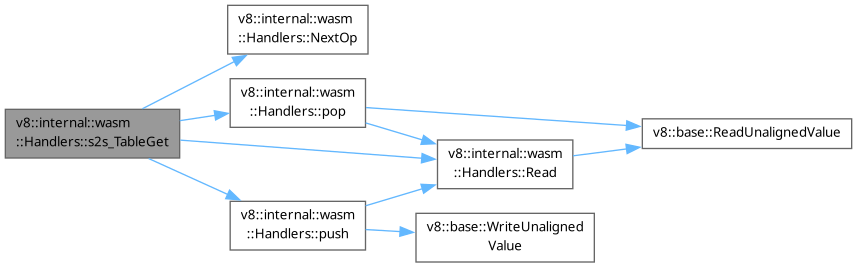 v8::internal::wasm
::Handlers::s2s_TableGet
v8::internal::wasm
::Handlers::NextOp
v8::internal::wasm
::Handlers::pop
v8::internal::wasm
::Handlers::push
v8::internal::wasm
::Handlers::Read
v8::base::WriteUnaligned
Value
v8::base::ReadUnalignedValue